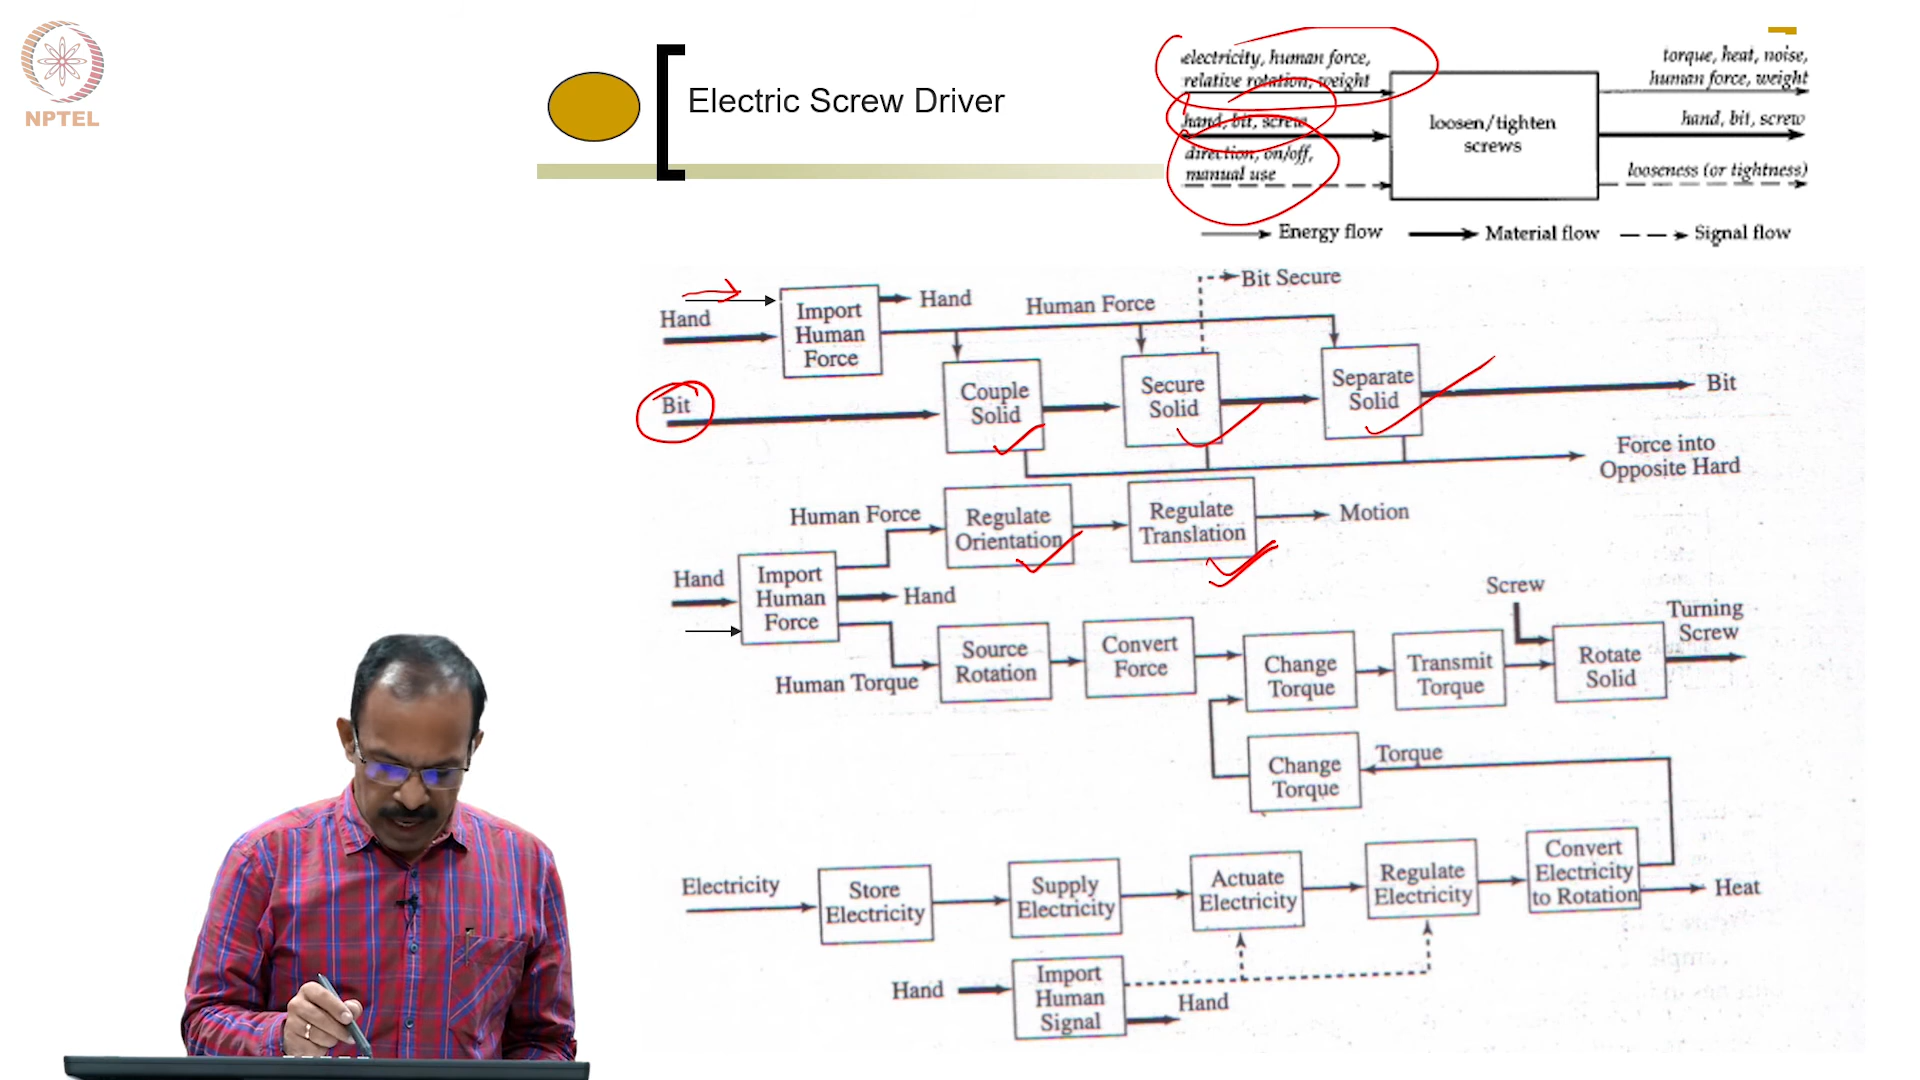 NPTEL
Electric Screw Driver
electricity, human force,
relative rotation, weight
hand, bit, screw
direction, on/off,
manual use
loosen/tighten
screws
torque, heat, noise,
human force, weight
hand, bit, screw
looseness (or tightness)
Energy flow
Material flow
Signal flow
Hand
Import
Human
Force
Hand
Human Force
Bit Secure
Bit
Couple
Solid
Secure
Solid
Separate
Solid
Bit
Force into
Opposite Hard
Human Force
Regulate
Orientation
Regulate
Translation
Motion
Hand
Import
Human
Force
Hand
Human Torque
Source
Rotation
Convert
Force
Change
Torque
Transmit
Torque
Screw
Rotate
Solid
Turning
Screw
Change
Torque
Torque
Electricity
Store
Electricity
Supply
Electricity
Actuate
Electricity
Regulate
Electricity
Convert
Electricity
to Rotation
Heat
Hand
Import
Human
Signal
Hand